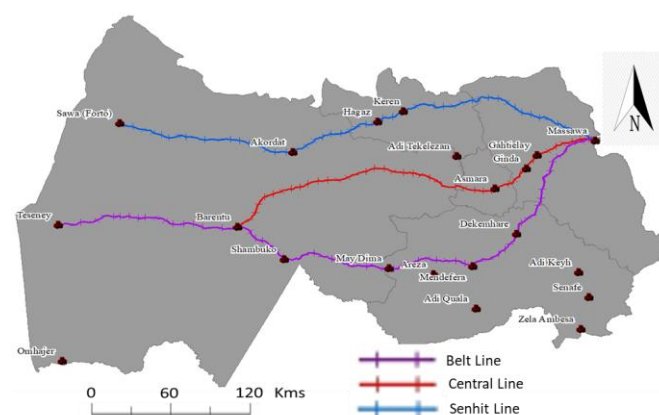 Massawa
Keren
Hagaz
Sawa (Forto)
N
Gahtielay
Ginda
Akordat
Adi Tekelezan
Asmara
Teseney
Barentu
Dekemhare
Shambuko
May Dima
Areza
Mendefera
Adi Keyh
Senafe
Adi Quala
Zela Ambesa
Omhajer
Belt Line
Central Line
Senhit Line
0 60 120 Kms